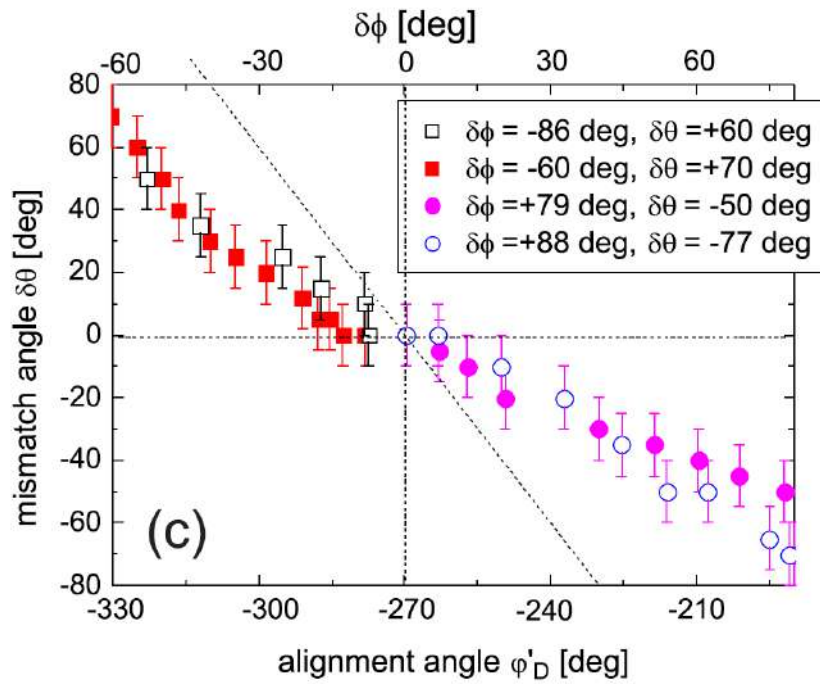 δϕ [deg]
-60 -30 0 30 60
80
60
40
20
0
-20
-40
-60
-80
mismatch angle δθ [deg]
δϕ = -86 deg, δθ =+60 deg
δϕ = -60 deg, δθ =+70 deg
δϕ =+79 deg, δθ = -50 deg
δϕ =+88 deg, δθ = -77 deg
(c)
-330 -300 -270 -240 -210
alignment angle φ'D [deg]